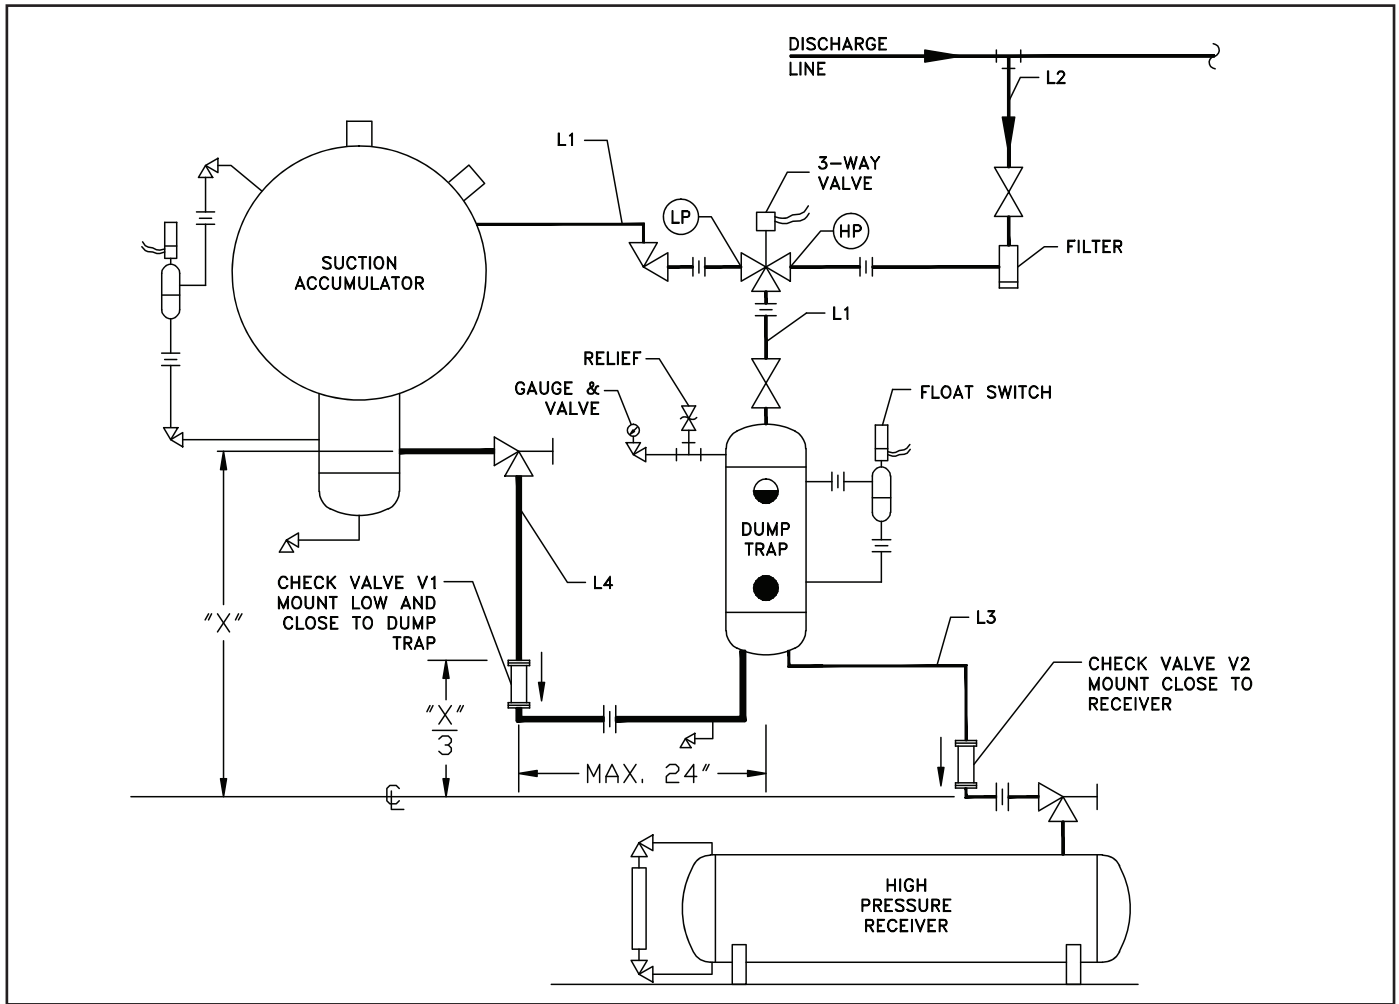 DISCHARGE
LINE
L2
L1
3-WAY
VALVE
LP
HP
FILTER
SUCTION
ACCUMULATOR
L1
RELIEF
GAUGE &
VALVE
FLOAT SWITCH
DUMP
TRAP
CHECK VALVE V1
MOUNT LOW AND
CLOSE TO DUMP
TRAP
L4
"X"
L3
CHECK VALVE V2
MOUNT CLOSE TO
RECEIVER
"X"
3
MAX. 24"
℄
HIGH
PRESSURE
RECEIVER